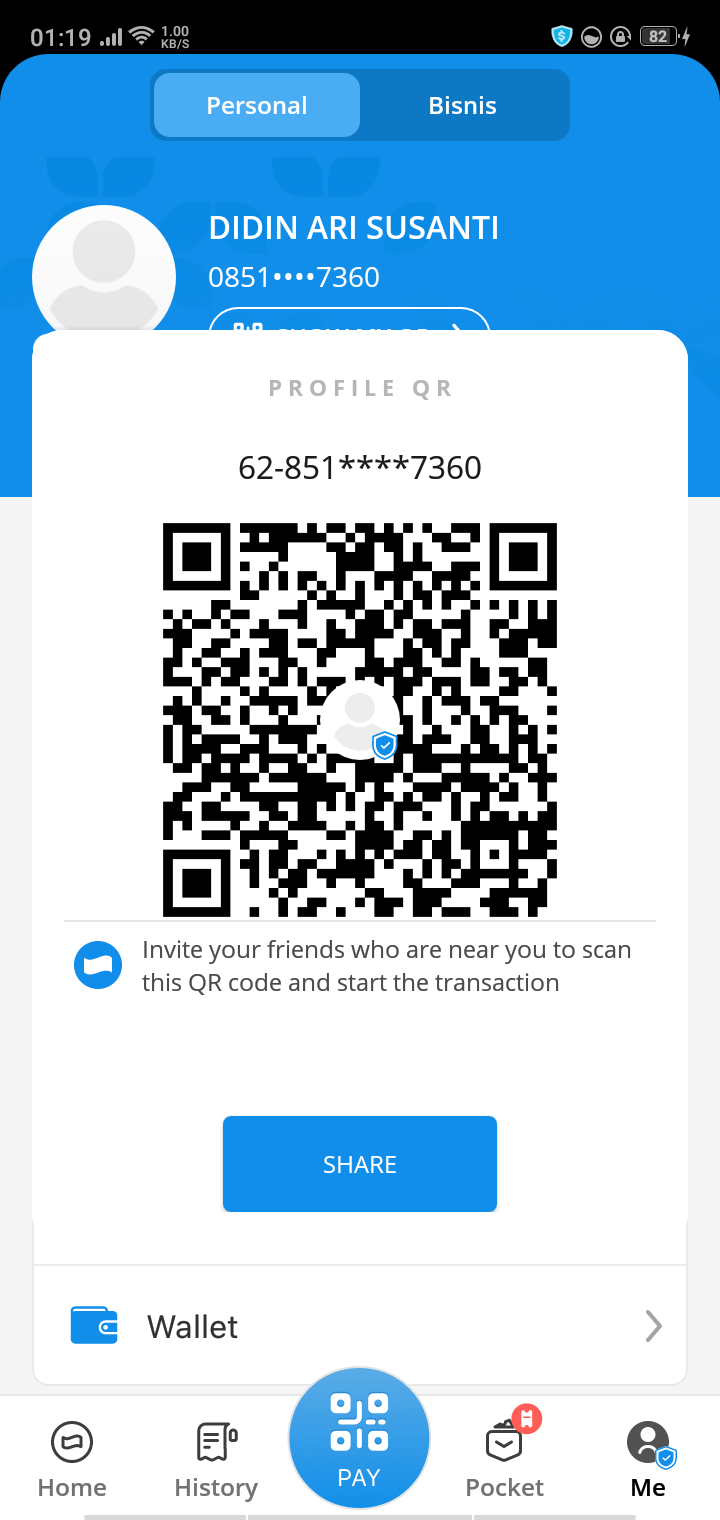 01:19
1.00
KB/S
82
Personal
Bisnis
DIDIN ARI SUSANTI
0851••••7360
PROFILE QR
62-851****7360
Invite your friends who are near you to scan
this QR code and start the transaction
SHARE
Wallet
PAY
Home
History
Pocket
Me